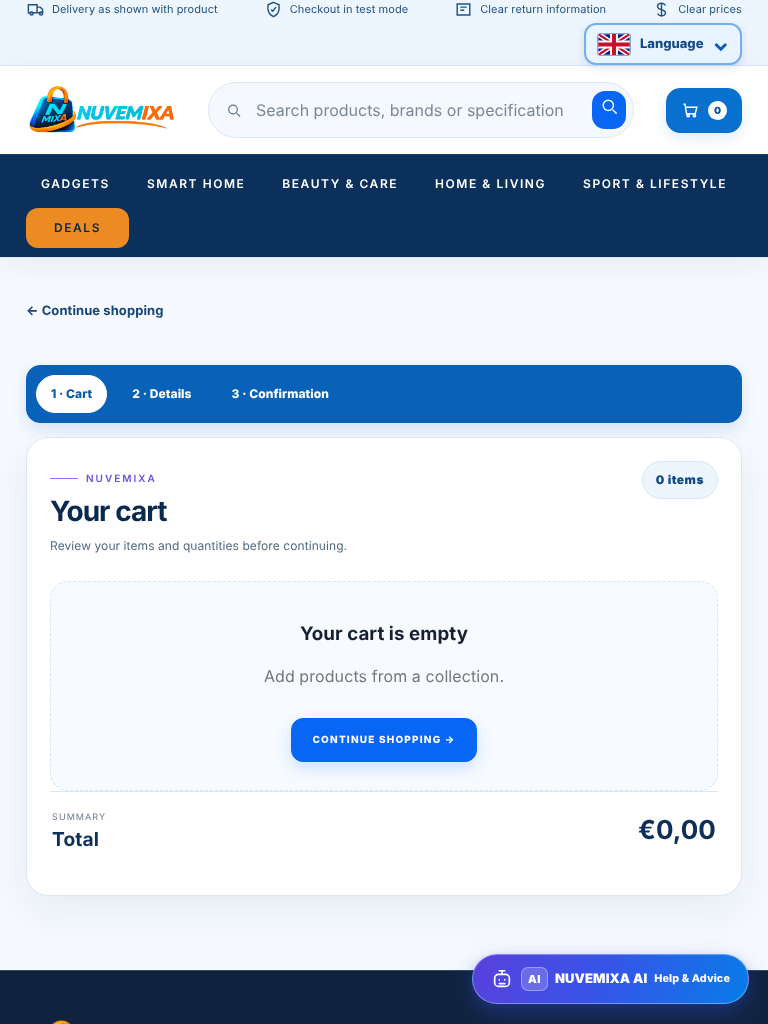 Delivery as shown with product
Checkout in test mode
Clear return information
Clear prices
Language
N
MIXA
NUVEMIXA
Search products, brands or specification
0
GADGETS
SMART HOME
BEAUTY & CARE
HOME & LIVING
SPORT & LIFESTYLE
DEALS
← Continue shopping
1 · Cart
2 · Details
3 · Confirmation
NUVEMIXA
0 items
Your cart
Review your items and quantities before continuing.
Your cart is empty
Add products from a collection.
CONTINUE SHOPPING →
SUMMARY
Total
€0,00
AI NUVEMIXA AI Help & Advice